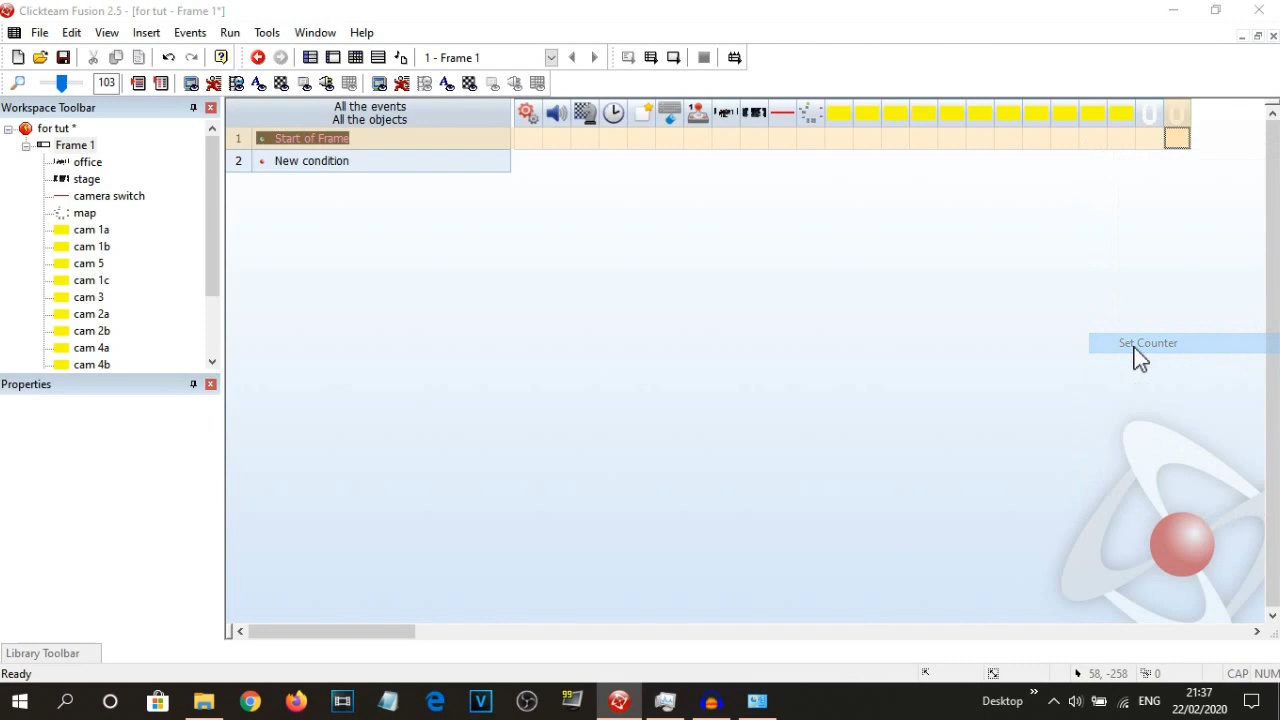 Clickteam Fusion 2.5 - [for tut - Frame 1*]
File Edit View Insert Events Run Tools Window Help
1 - Frame 1
103
Workspace Toolbar
for tut *
Frame 1
office
stage
camera switch
map
cam 1a
cam 1b
cam 5
cam 1c
cam 3
cam 2a
cam 2b
cam 4a
cam 4b
Properties
Library Toolbar
All the events
All the objects
1 Start of Frame
2 New condition
Set Counter
Ready
58, -258
0
CAP NUM
99
Desktop
ENG
21:37
22/02/2020